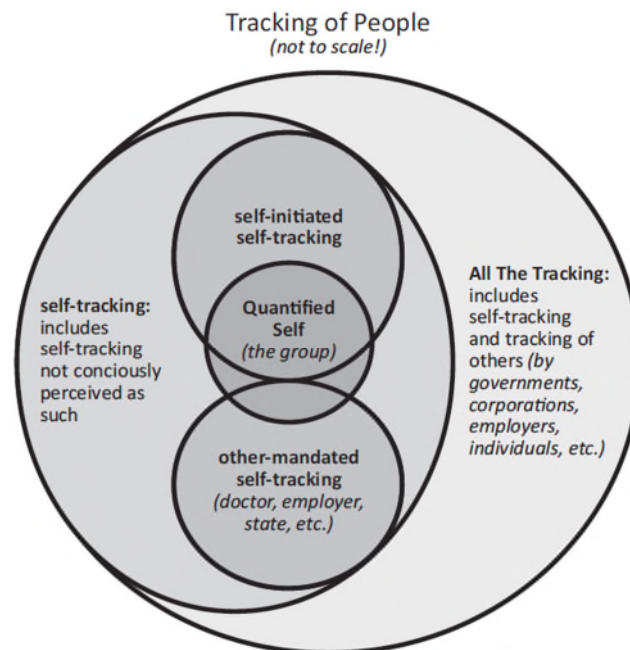 Tracking of People
(not to scale!)
self-initiated
self-tracking
self-tracking:
includes
self-tracking
not conciously
perceived as
such
Quantified
Self
(the group)
All The Tracking:
includes
self-tracking
and tracking of
others (by
governments,
corporations,
employers,
individuals, etc.)
other-mandated
self-tracking
(doctor, employer,
state, etc.)